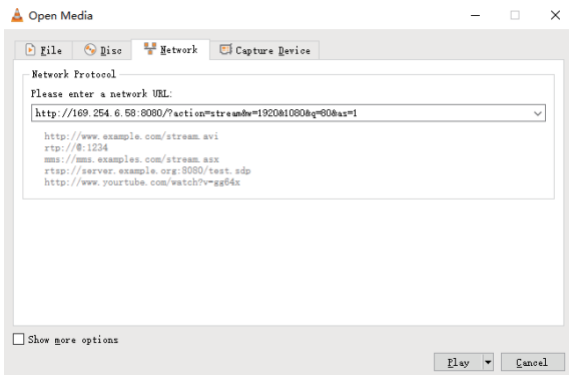 Open Media
File Disc Network Capture Device
Network Protocol
Please enter a network URL:
http://169.254.6.58:8080/?action=stream&w=1920&1080&q=80&as=1
http://www.example.com/stream.avi
rtp://@:1234
mms://mms.examples.com/stream.asx
rtsp://server.example.org:8080/test.sdp
http://www.yourtube.com/watch?v=gg64x
Show more options
Play Cancel